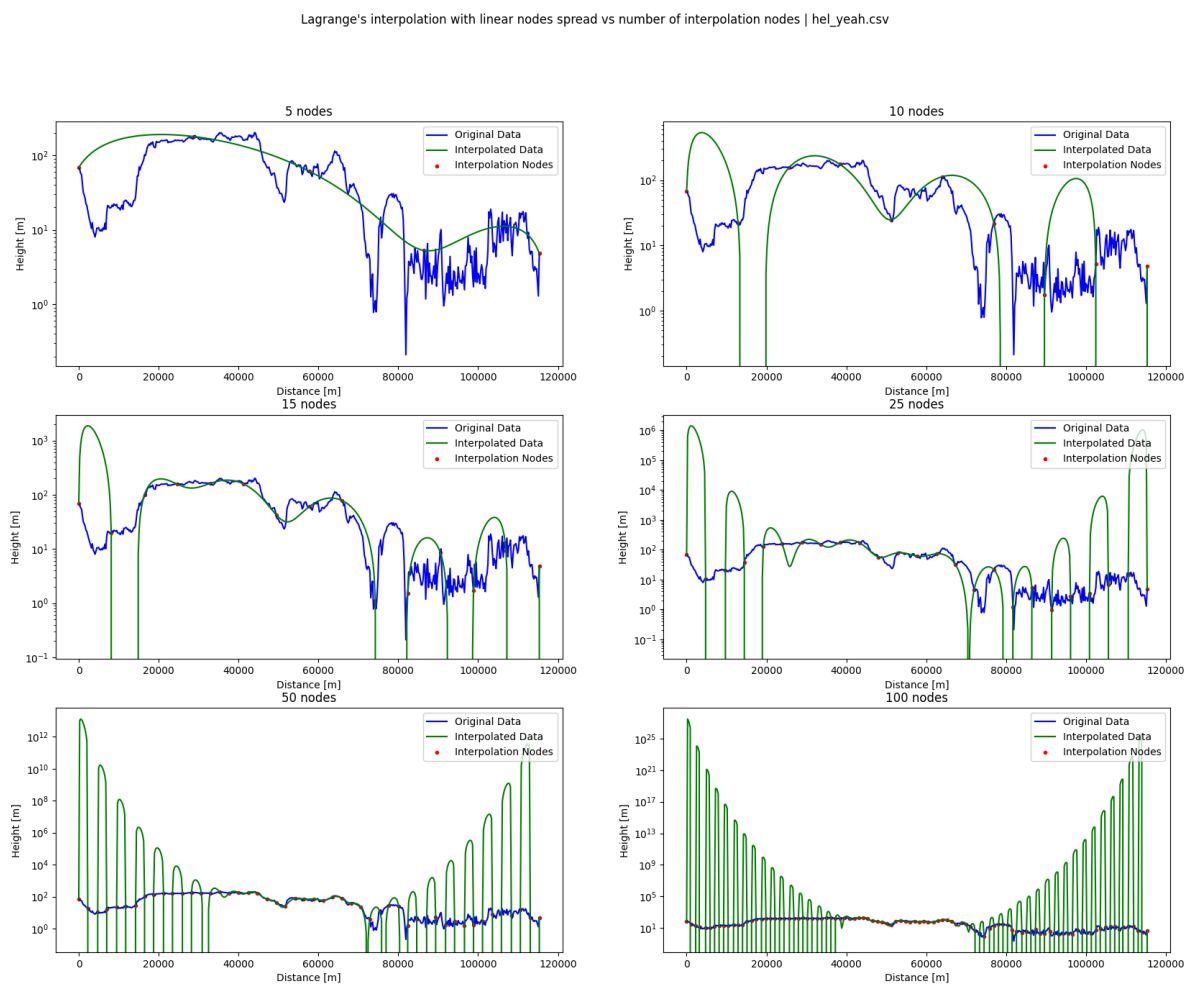 Lagrange's interpolation with linear nodes spread vs number of interpolation nodes | hel_yeah.csv
5 nodes
Height [m]
10²
10¹
10⁰
Original Data
Interpolated Data
Interpolation Nodes
0 20000 40000 60000 80000 100000 120000
Distance [m]
10 nodes
Height [m]
10²
10¹
10⁰
Original Data
Interpolated Data
Interpolation Nodes
0 20000 40000 60000 80000 100000 120000
Distance [m]
15 nodes
Height [m]
10³
10²
10¹
10⁰
10⁻¹
Original Data
Interpolated Data
Interpolation Nodes
0 20000 40000 60000 80000 100000 120000
Distance [m]
25 nodes
Height [m]
10⁶
10⁵
10⁴
10³
10²
10¹
10⁰
10⁻¹
Original Data
Interpolated Data
Interpolation Nodes
0 20000 40000 60000 80000 100000 120000
Distance [m]
50 nodes
Height [m]
10¹²
10¹⁰
10⁸
10⁶
10⁴
10²
10⁰
Original Data
Interpolated Data
Interpolation Nodes
0 20000 40000 60000 80000 100000 120000
Distance [m]
100 nodes
Height [m]
10²⁵
10²¹
10¹⁷
10¹³
10⁹
10⁵
10¹
Original Data
Interpolated Data
Interpolation Nodes
0 20000 40000 60000 80000 100000 120000
Distance [m]